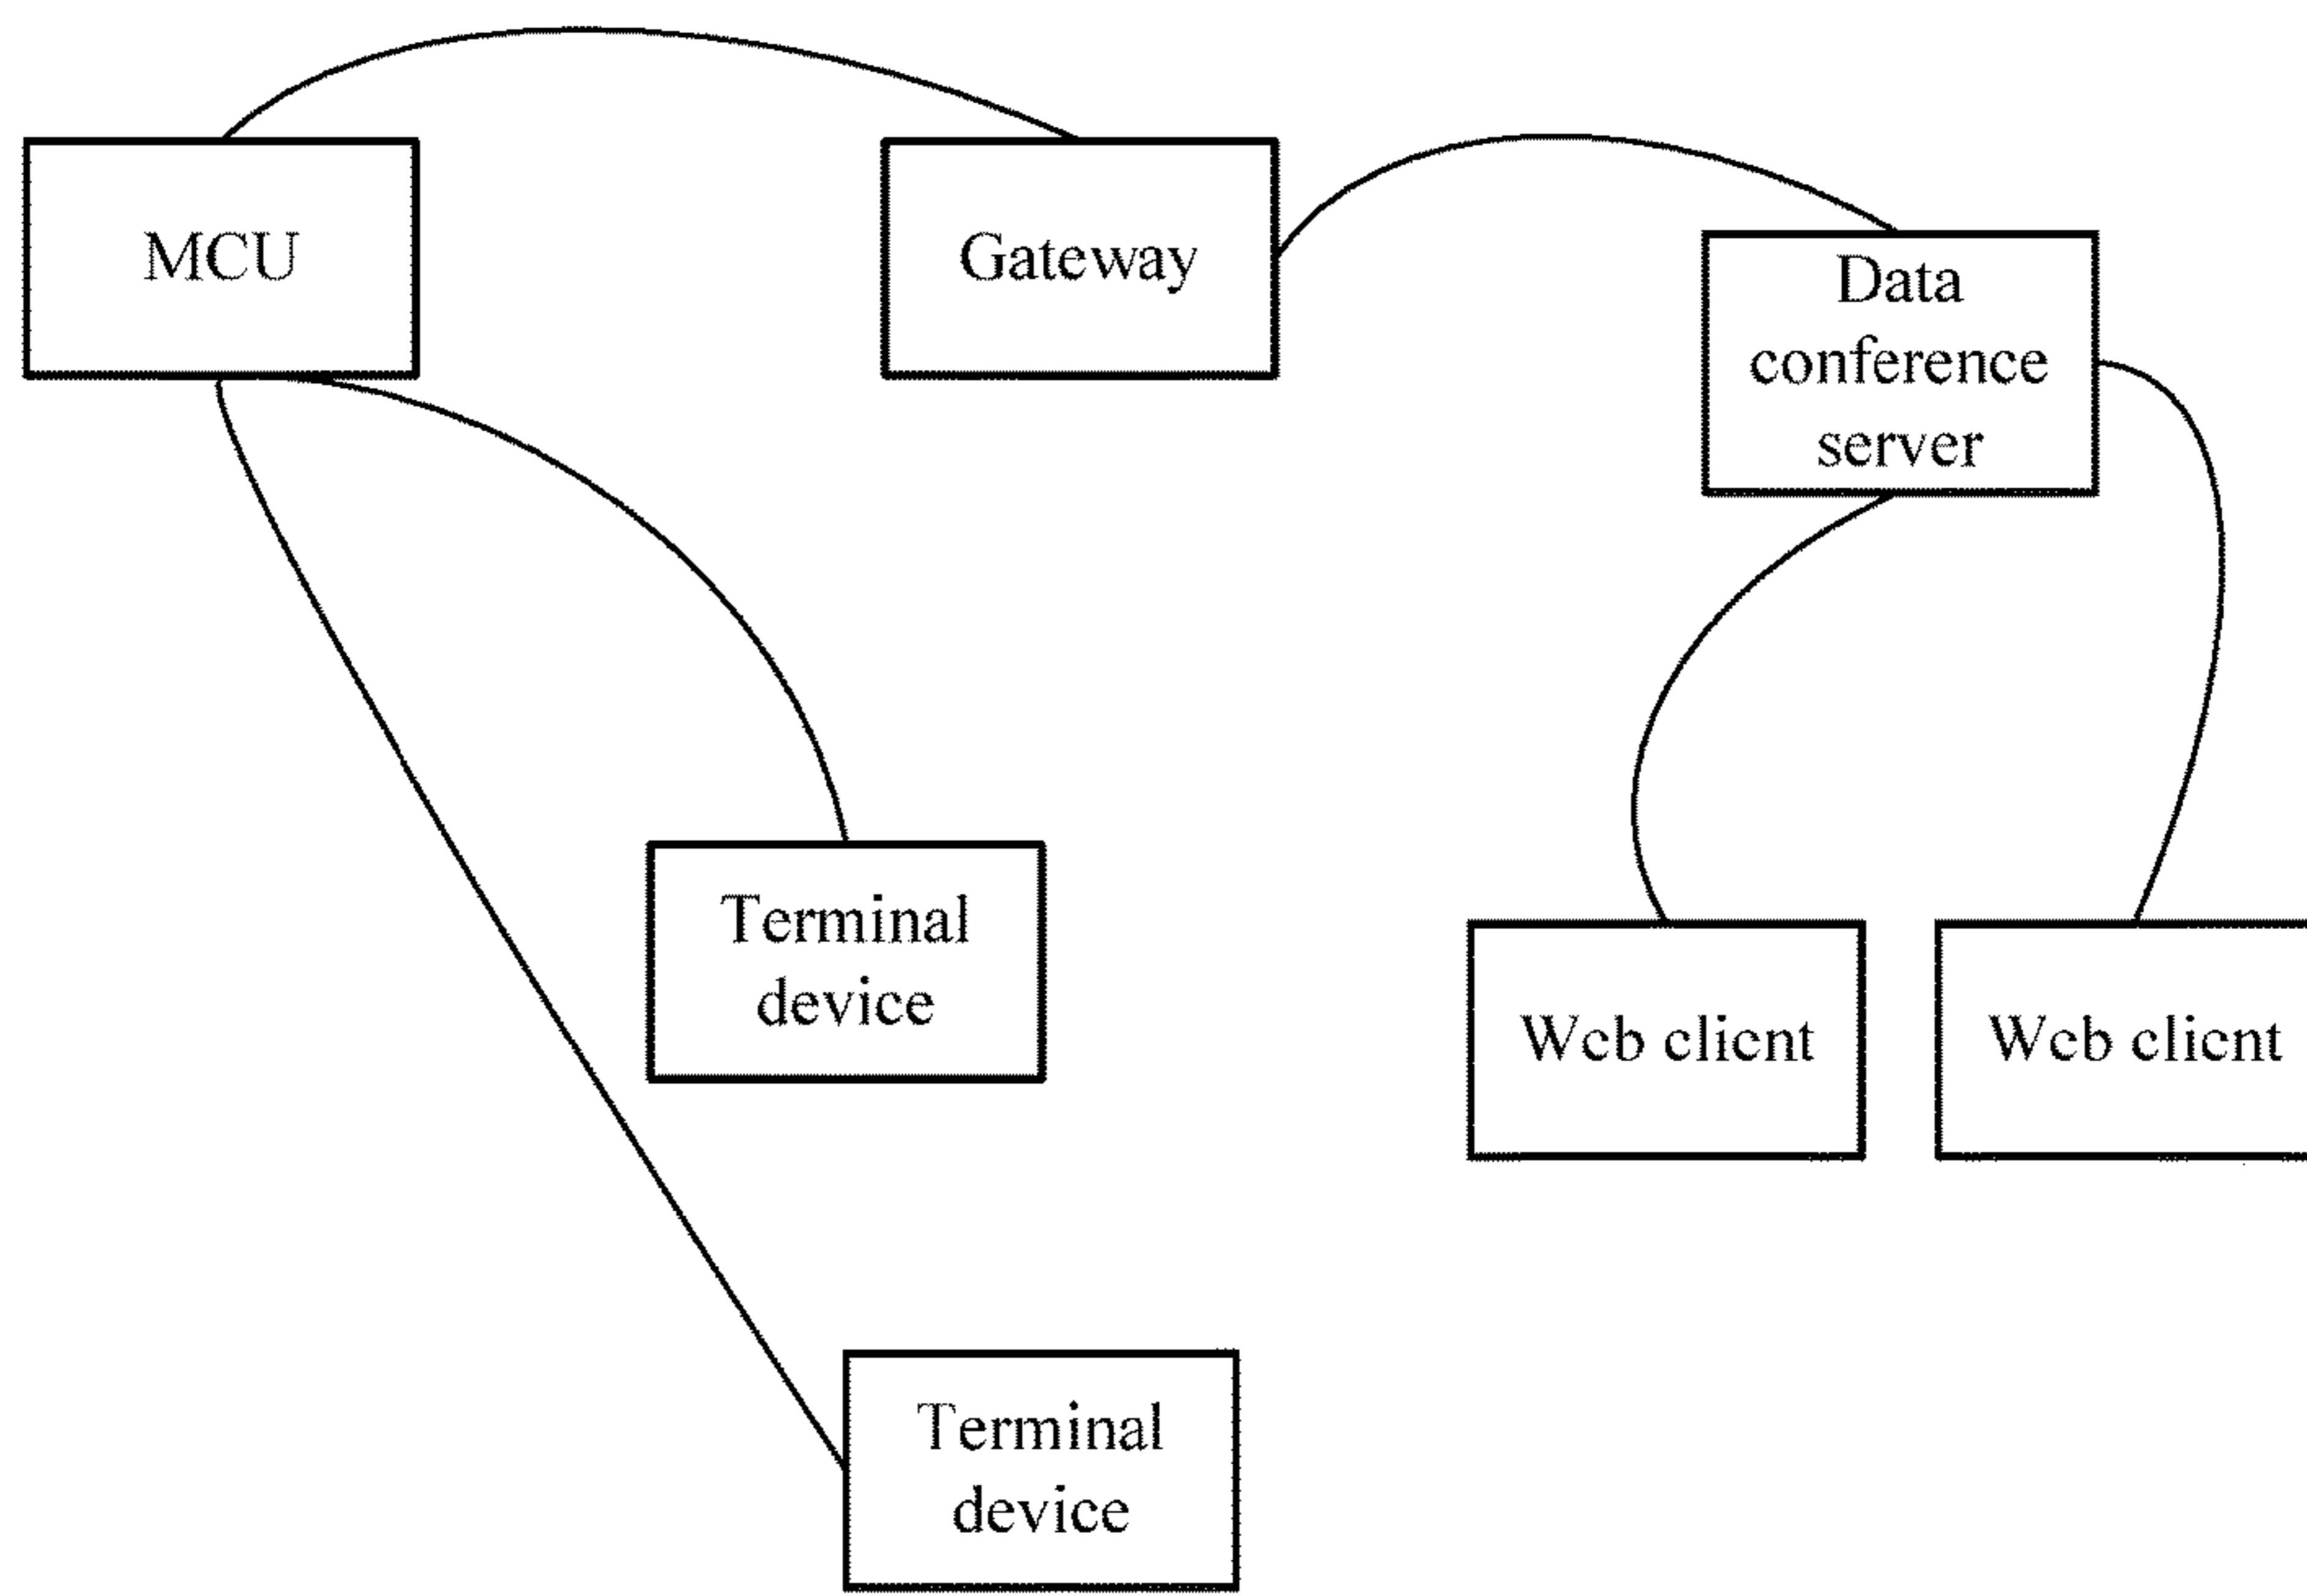 MCU
Gateway
Data
conference
server
Terminal
device
Web client
Web client
Terminal
device